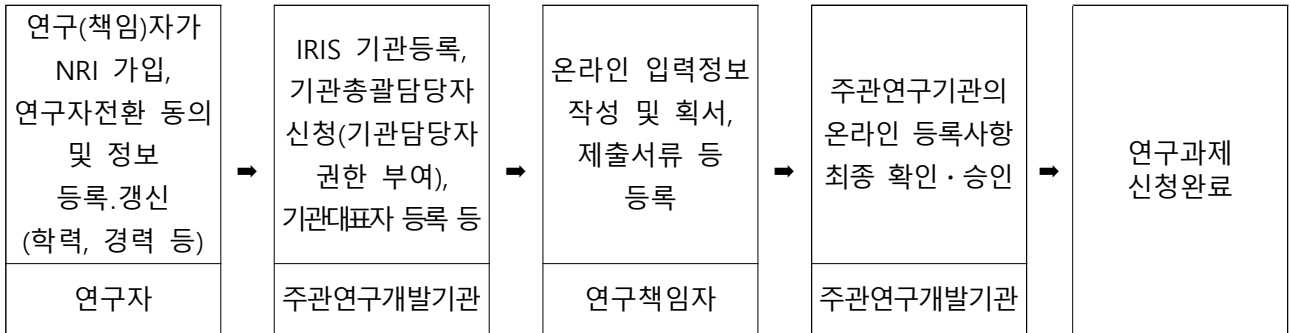 연구(책임)자가
NRI 가입,
연구자전환 동의
및 정보
등록.갱신
(학력, 경력 등)
연구자
➡
IRIS 기관등록,
기관총괄담당자
신청(기관담당자
권한 부여),
기관대표자 등록 등
주관연구개발기관
➡
온라인 입력정보
작성 및 획서,
제출서류 등
등록
연구책임자
➡
주관연구기관의
온라인 등록사항
최종 확인·승인
주관연구개발기관
➡
연구과제
신청완료